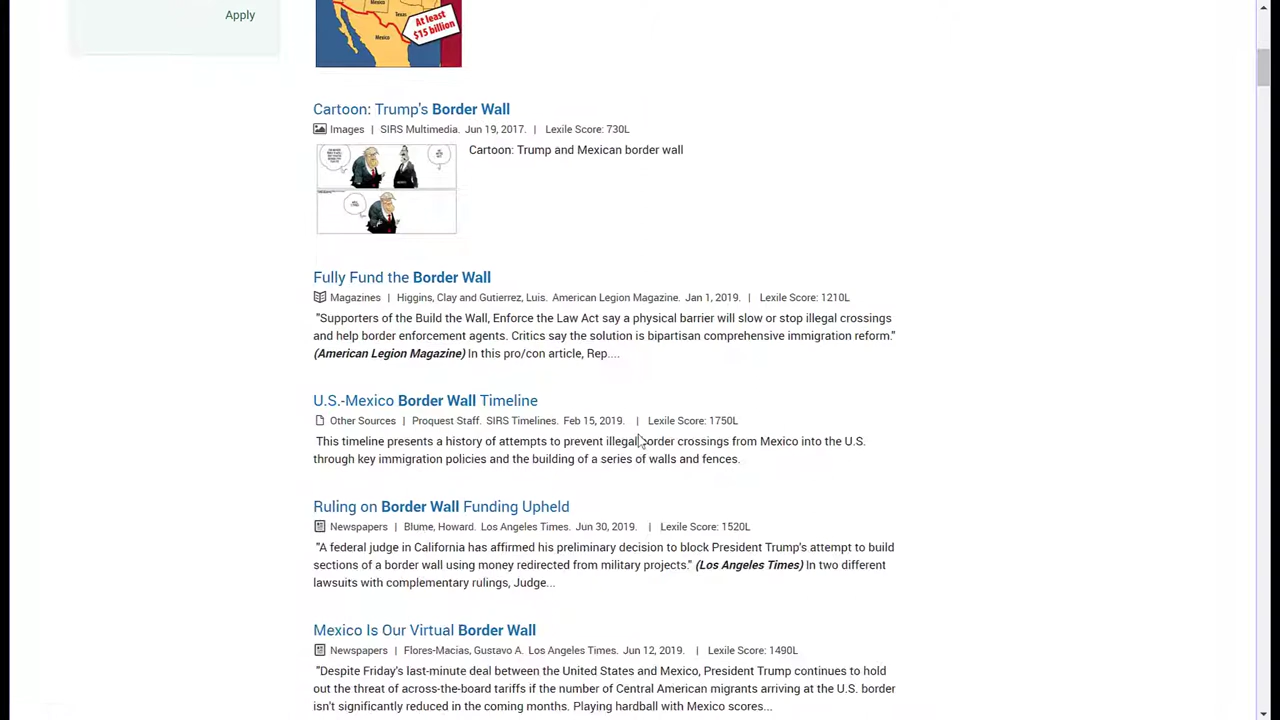 Apply
Mexico
Texas
Mexico
At least
$15 billion
Cartoon: Trump's Border Wall
Images | SIRS Multimedia. Jun 19, 2017. | Lexile Score: 730L
Cartoon: Trump and Mexican border wall
Fully Fund the Border Wall
Magazines | Higgins, Clay and Gutierrez, Luis. American Legion Magazine. Jan 1, 2019. | Lexile Score: 1210L
"Supporters of the Build the Wall, Enforce the Law Act say a physical barrier will slow or stop illegal crossings
and help border enforcement agents. Critics say the solution is bipartisan comprehensive immigration reform."
(American Legion Magazine) In this pro/con article, Rep....
U.S.-Mexico Border Wall Timeline
Other Sources | Proquest Staff. SIRS Timelines. Feb 15, 2019. | Lexile Score: 1750L
This timeline presents a history of attempts to prevent illegal border crossings from Mexico into the U.S.
through key immigration policies and the building of a series of walls and fences.
Ruling on Border Wall Funding Upheld
Newspapers | Blume, Howard. Los Angeles Times. Jun 30, 2019. | Lexile Score: 1520L
"A federal judge in California has affirmed his preliminary decision to block President Trump's attempt to build
sections of a border wall using money redirected from military projects." (Los Angeles Times) In two different
lawsuits with complementary rulings, Judge...
Mexico Is Our Virtual Border Wall
Newspapers | Flores-Macias, Gustavo A. Los Angeles Times. Jun 12, 2019. | Lexile Score: 1490L
"Despite Friday's last-minute deal between the United States and Mexico, President Trump continues to hold
out the threat of across-the-board tariffs if the number of Central American migrants arriving at the U.S. border
isn't significantly reduced in the coming months. Playing hardball with Mexico scores...